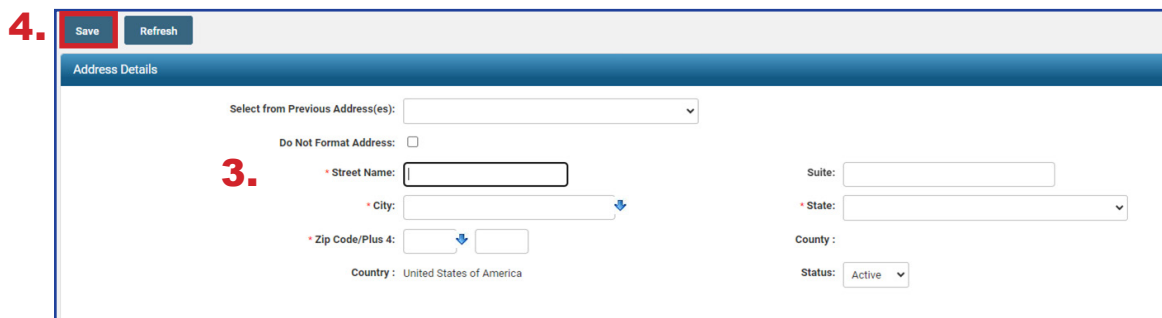 4.
Save Refresh
Address Details
Select from Previous Address(es):
Do Not Format Address:
3.
* Street Name: Suite:
* City: * State:
* Zip Code/Plus 4: County :
Country : United States of America Status: Active